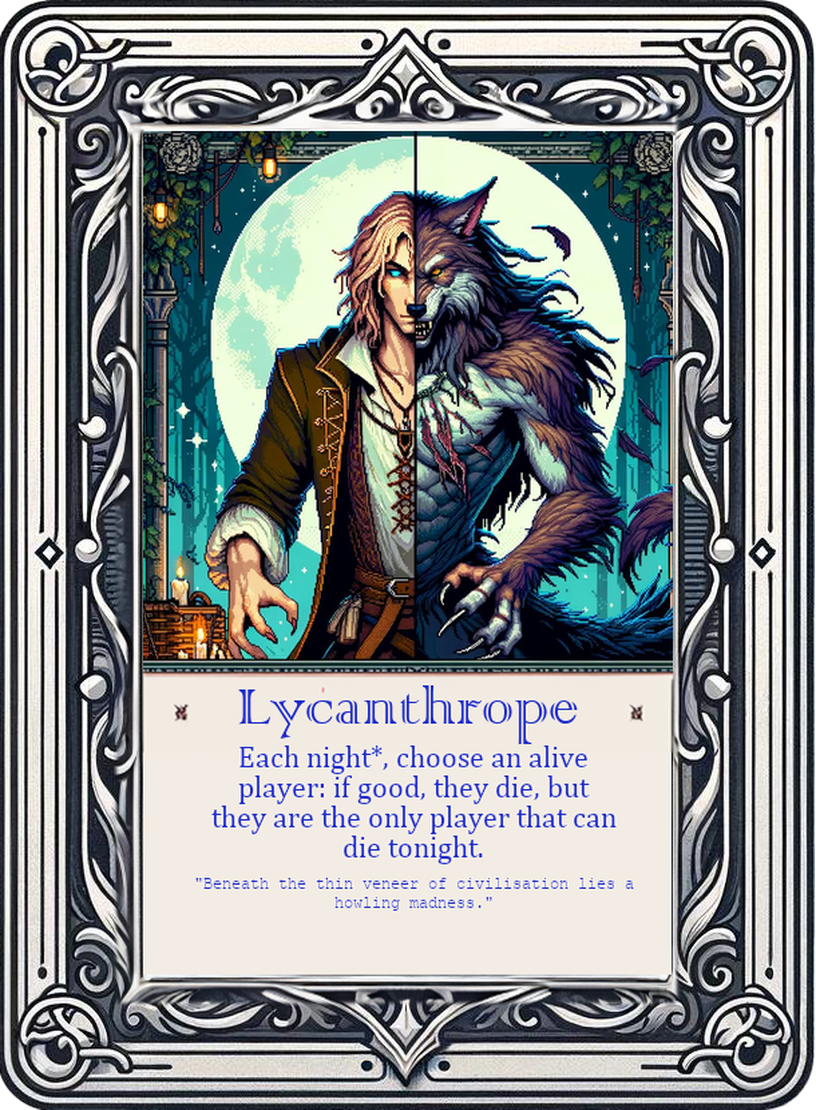 Lycanthrope
Each night*, choose an alive
player: if good, they die, but
they are the only player that can
die tonight.
"Beneath the thin veneer of civilisation lies a
howling madness."